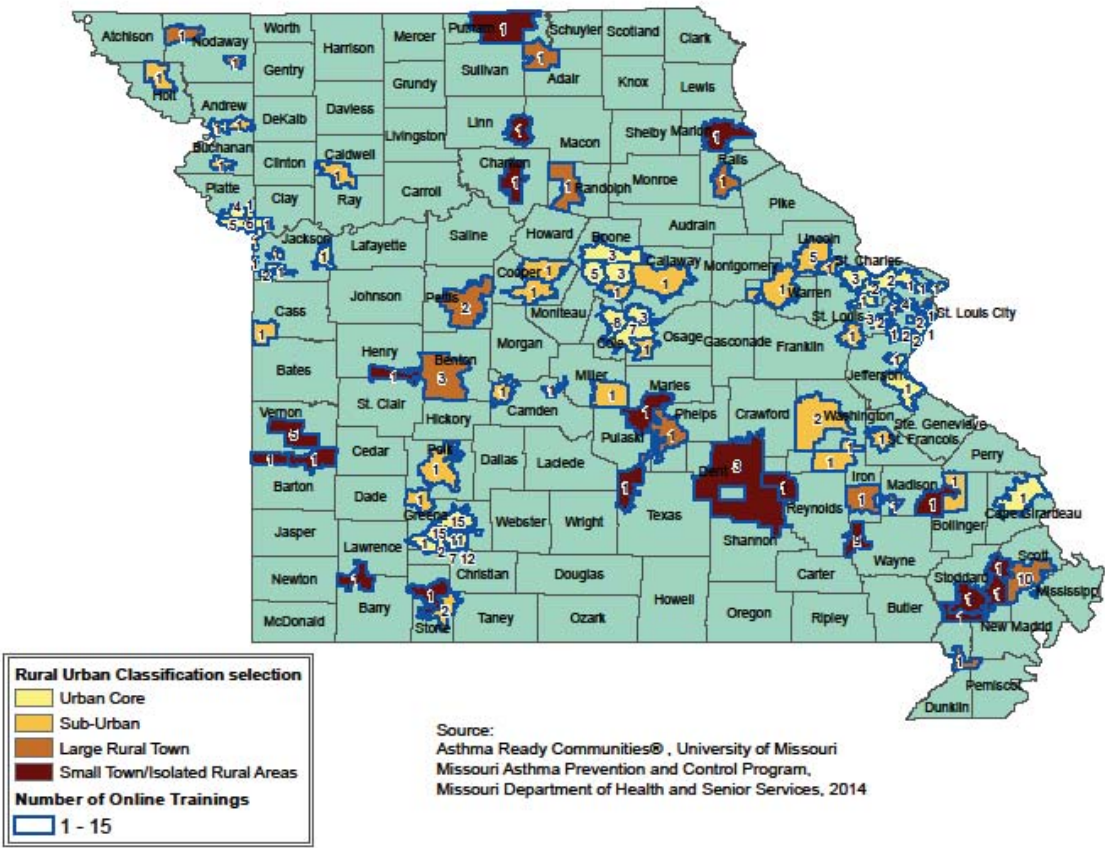 Atchison
Nodaway
Worth
Harrison
Mercer
Putnam
Schuyler
Scotland
Clark
Holt
Gentry
Sullivan
Adair
Knox
Lewis
Grundy
Andrew
DeKalb
Daviess
Livingston
Linn
Macon
Shelby
Marion
Buchanan
Clinton
Caldwell
Chariton
Ralls
Platte
Clay
Ray
Carroll
Randolph
Monroe
Pike
Jackson
Lafayette
Saline
Howard
Boone
Audrain
Lincoln
Cooper
Callaway
Montgomery
St. Charles
Johnson
Pettis
Warren
Cass
Moniteau
St. Louis
St. Louis City
Cole
Osage
Gasconade
Franklin
Morgan
Henry
Benton
Bates
Miller
Maries
Jefferson
St. Clair
Hickory
Camden
Phelps
Crawford
Washington
Ste. Genevieve
Vernon
Pulaski
St. Francois
Perry
Cedar
Polk
Dallas
Laclede
Dent
Iron
Madison
Barton
Dade
Reynolds
Bollinger
Cape Girardeau
Greene
Webster
Wright
Texas
Jasper
Shannon
Lawrence
Wayne
Scott
Newton
Christian
Douglas
Carter
Stoddard
Mississippi
Barry
Howell
Oregon
Ripley
Butler
McDonald
Stone
Taney
Ozark
New Madrid
Pemiscot
Dunklin
Rural Urban Classification selection
Urban Core
Sub-Urban
Large Rural Town
Small Town/Isolated Rural Areas
Number of Online Trainings
1 - 15
Source:
Asthma Ready Communities® , University of Missouri
Missouri Asthma Prevention and Control Program,
Missouri Department of Health and Senior Services, 2014